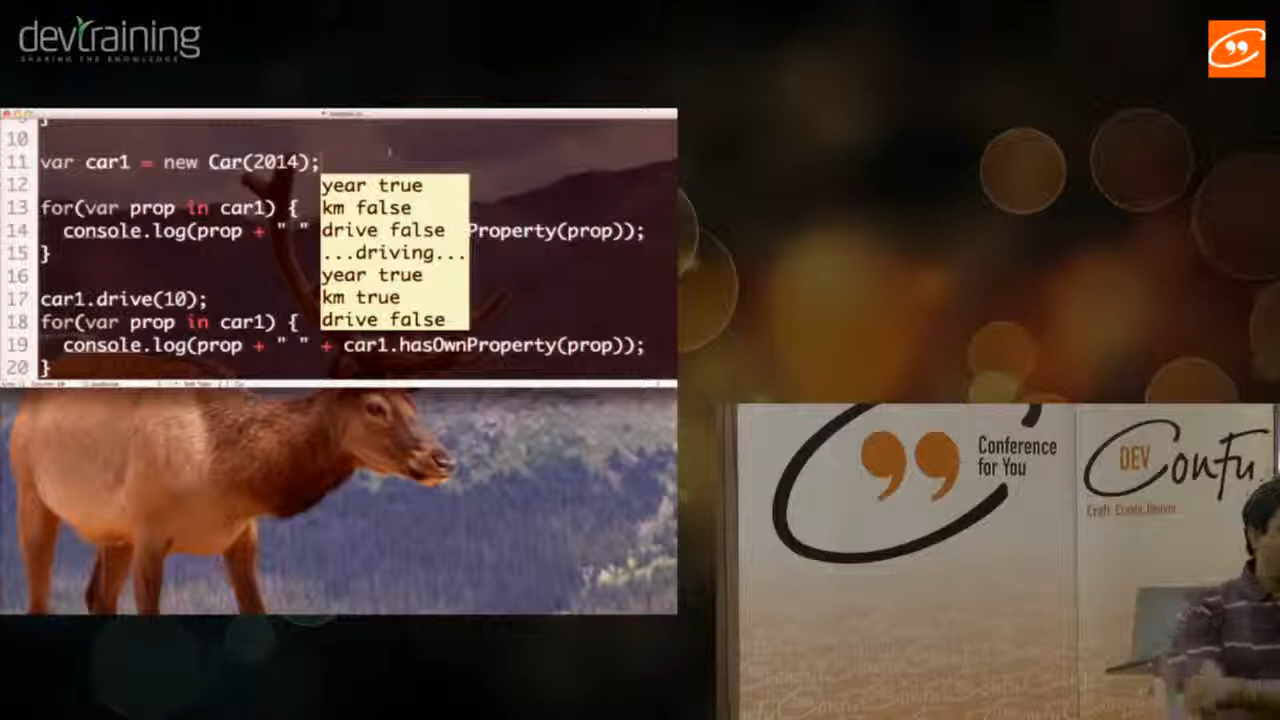 devtraining
SHARING THE KNOWLEDGE
10
11 var car1 = new Car(2014);
12
13 for(var prop in car1) {
14 console.log(prop + " " Property(prop));
15 }
16
17 car1.drive(10);
18 for(var prop in car1) {
19 console.log(prop + " " + car1.hasOwnProperty(prop));
20 }
year true
km false
drive false
...driving...
year true
km true
drive false
Conference
for You
DEV
Confu.
Craft. Create. Deliver.